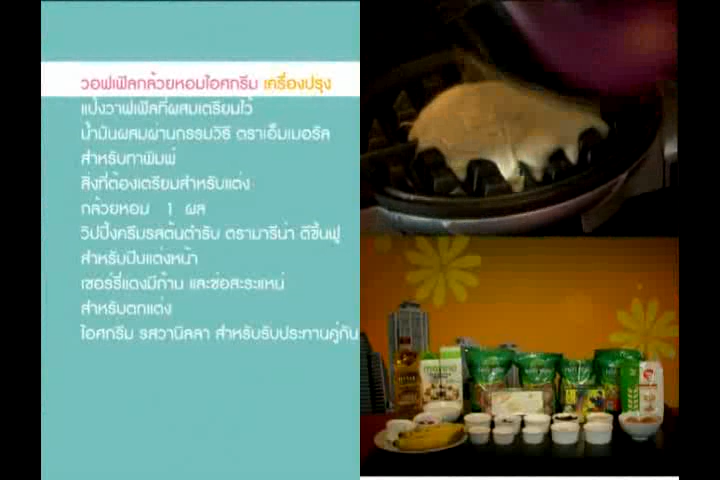 วอฟเฟิลกล้วยหอมไอศกรีม เครื่องปรุง
แป้งวาฟเฟิลที่ผสมเตรียมไว้
น้ำมันผสมผ่านกรรมวิธี ตราเอ็มเมอรัล
สำหรับทาพิมพ์
สิ่งที่ต้องเตรียมสำหรับแต่ง
กล้วยหอม 1 ผล
วิปปิ้งครีมรสต้นตำรับ ตรามารีน่า ตีขึ้นฟู
สำหรับบีบแต่งหน้า
เชอร์รี่แดงมีก้าน และช่อสะระแหน่
สำหรับตกแต่ง
ไอศกรีม รสวานิลลา สำหรับรับประทานคู่กัน